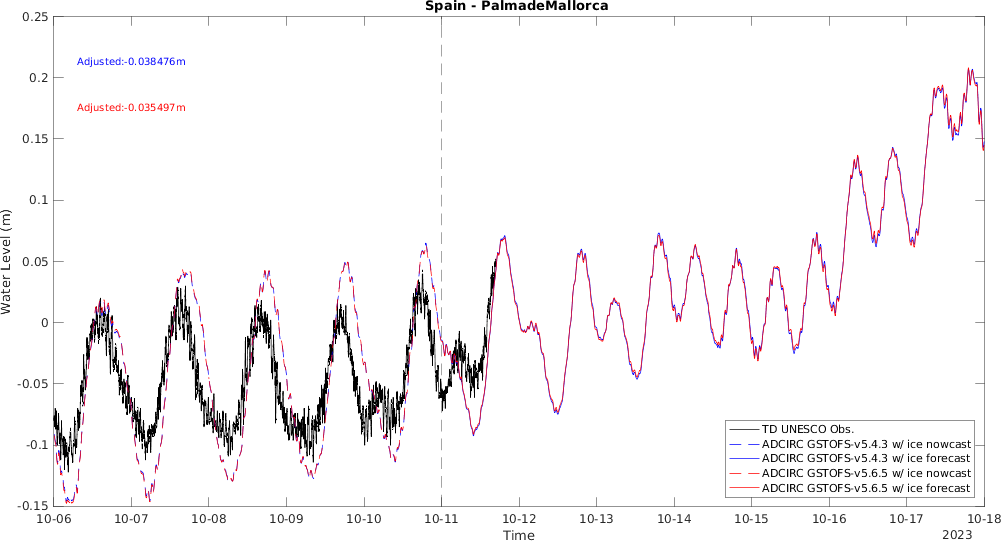 Spain - PalmadeMallorca
0.25
0.2
0.15
0.1
0.05
0
-0.05
-0.1
-0.15
Water Level (m)
Adjusted:-0.038476m
Adjusted:-0.035497m
TD UNESCO Obs.
ADCIRC GSTOFS-v5.4.3 w/ ice nowcast
ADCIRC GSTOFS-v5.4.3 w/ ice forecast
ADCIRC GSTOFS-v5.6.5 w/ ice nowcast
ADCIRC GSTOFS-v5.6.5 w/ ice forecast
10-06 10-07 10-08 10-09 10-10 10-11 10-12 10-13 10-14 10-15 10-16 10-17 10-18
Time
2023